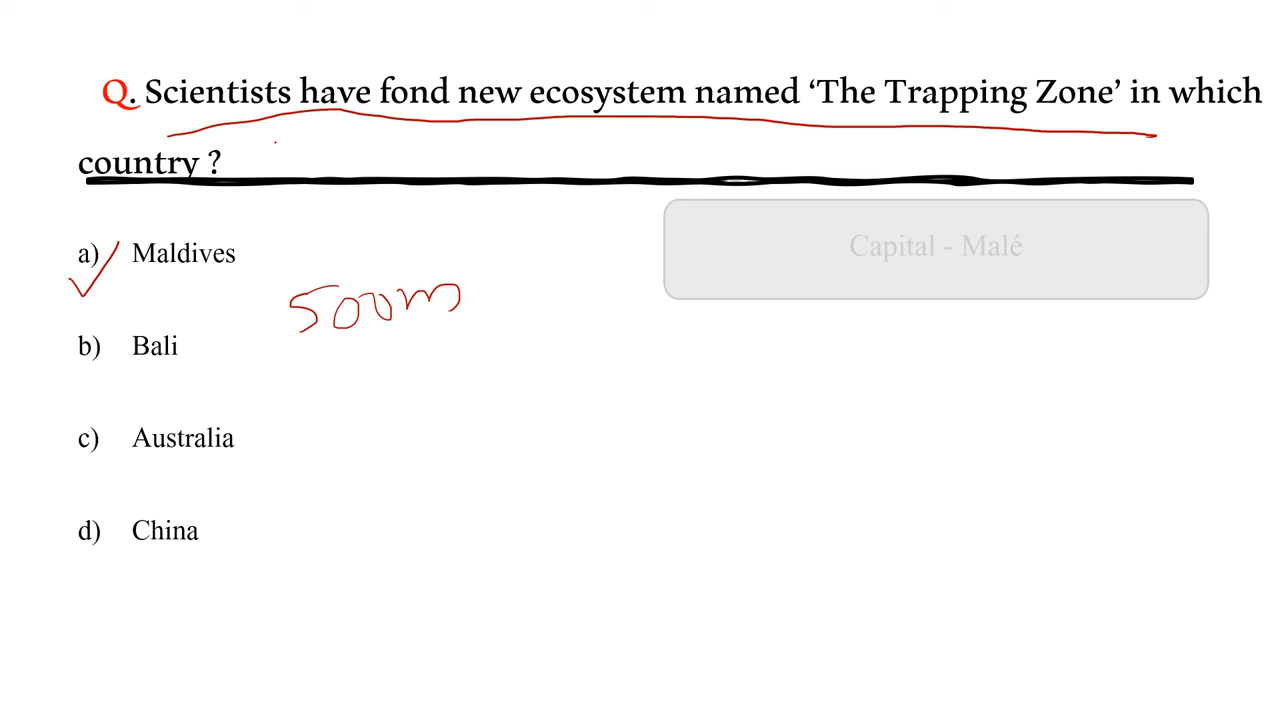 Q. Scientists have fond new ecosystem named ‘The Trapping Zone’ in which
country ?
a) Maldives
Capital - Malé
500m
b) Bali
c) Australia
d) China